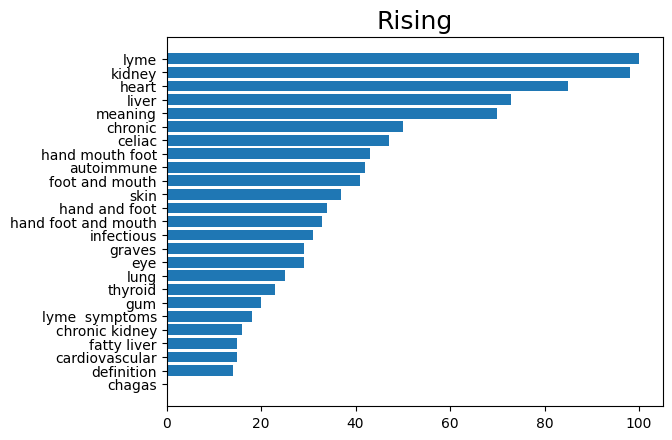 Rising
lyme
kidney
heart
liver
meaning
chronic
celiac
hand mouth foot
autoimmune
foot and mouth
skin
hand and foot
hand foot and mouth
infectious
graves
eye
lung
thyroid
gum
lyme  symptoms
chronic kidney
fatty liver
cardiovascular
definition
chagas
0 20 40 60 80 100